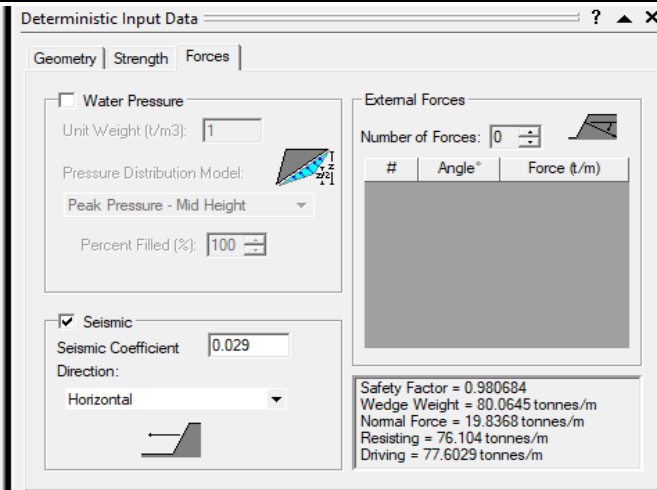 Deterministic Input Data ? ▲ X
Geometry Strength Forces
Water Pressure
Unit Weight (t/m3): 1
Pressure Distribution Model:
Peak Pressure - Mid Height
Percent Filled (%): 100
Seismic
Seismic Coefficient 0.029
Direction:
Horizontal
External Forces
Number of Forces: 0
# Angle° Force (t/m)
Safety Factor = 0.980684
Wedge Weight = 80.0645 tonnes/m
Normal Force = 19.8368 tonnes/m
Resisting = 76.104 tonnes/m
Driving = 77.6029 tonnes/m